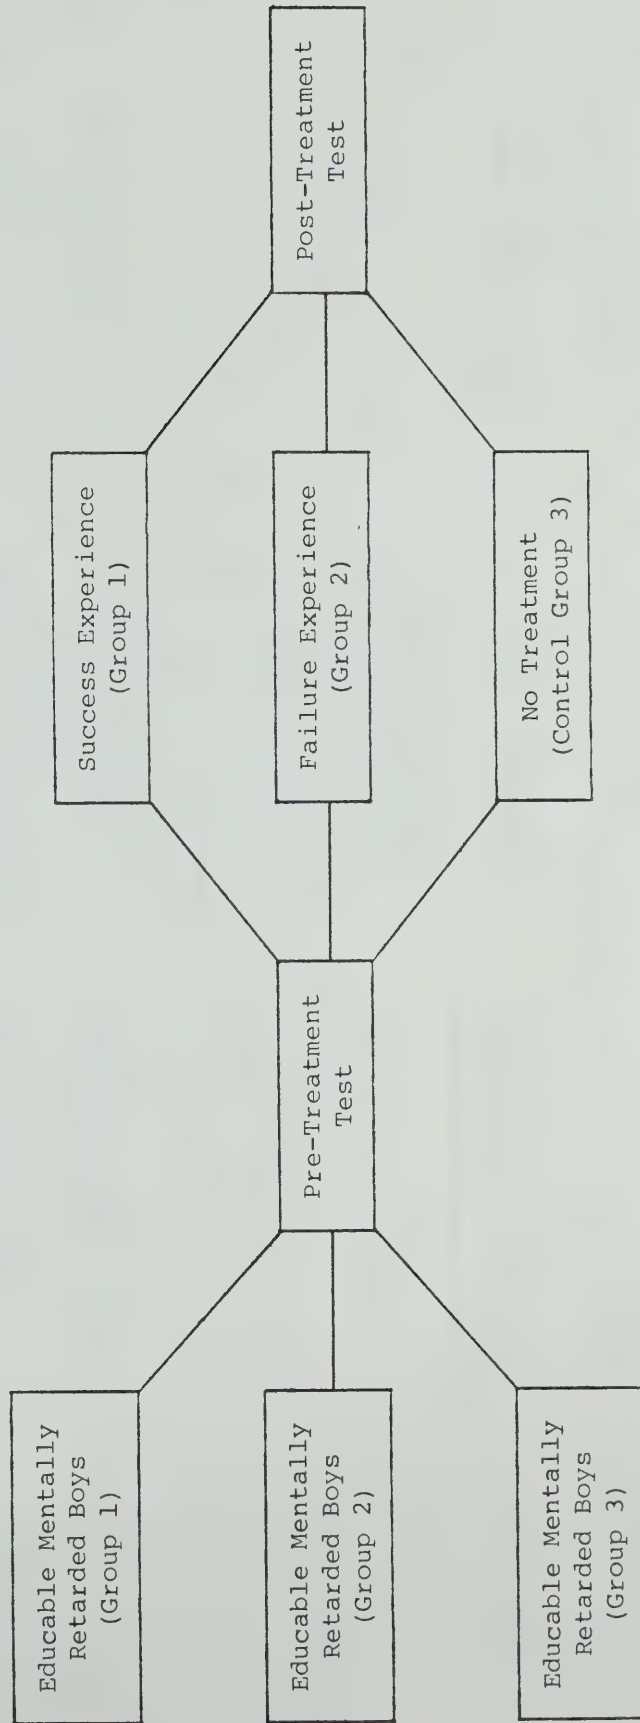 Educable Mentally
Retarded Boys
(Group 1)
Educable Mentally
Retarded Boys
(Group 2)
Educable Mentally
Retarded Boys
(Group 3)
Pre-Treatment
Test
Success Experience
(Group 1)
Failure Experience
(Group 2)
No Treatment
(Control Group 3)
Post-Treatment
Test